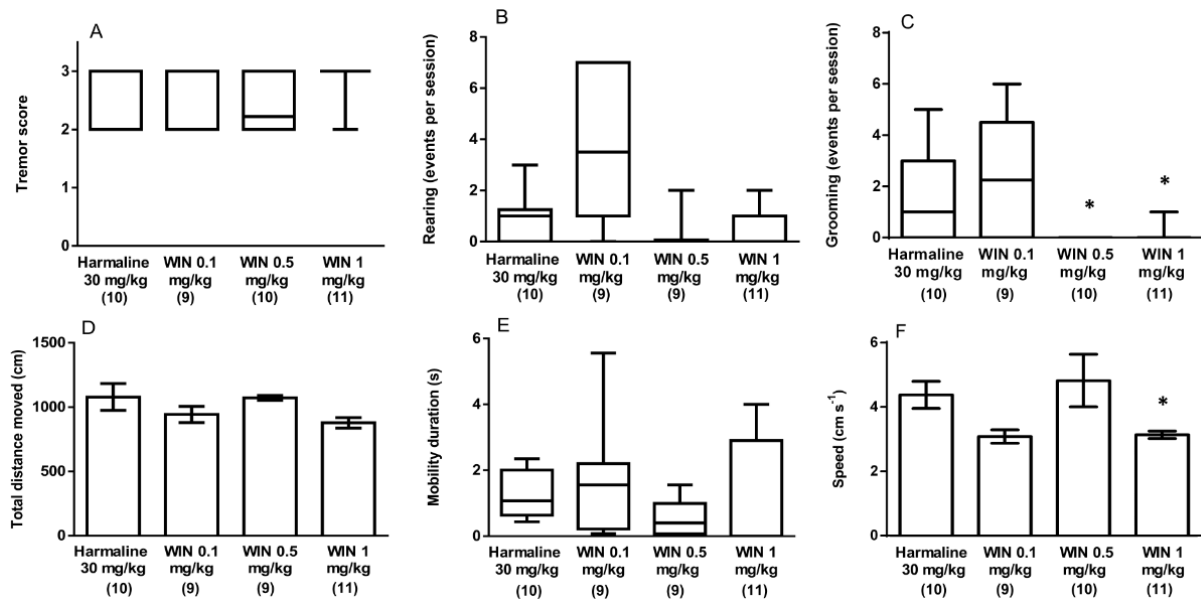 A
Tremor score
3
2
1
0
Harmaline 30 mg/kg (10)
WIN 0.1 mg/kg (9)
WIN 0.5 mg/kg (10)
WIN 1 mg/kg (11)
B
Rearing (events per session)
8
6
4
2
0
Harmaline 30 mg/kg (10)
WIN 0.1 mg/kg (9)
WIN 0.5 mg/kg (9)
WIN 1 mg/kg (11)
C
Grooming (events per session)
8
6
4
2
0
*
*
Harmaline 30 mg/kg (10)
WIN 0.1 mg/kg (9)
WIN 0.5 mg/kg (10)
WIN 1 mg/kg (11)
D
Total distance moved (cm)
1500
1000
500
0
Harmaline 30 mg/kg (10)
WIN 0.1 mg/kg (9)
WIN 0.5 mg/kg (9)
WIN 1 mg/kg (11)
E
Mobility duration (s)
6
4
2
0
Harmaline 30 mg/kg (10)
WIN 0.1 mg/kg (9)
WIN 0.5 mg/kg (9)
WIN 1 mg/kg (11)
F
Speed (cm s⁻¹)
6
4
2
0
*
Harmaline 30 mg/kg (10)
WIN 0.1 mg/kg (9)
WIN 0.5 mg/kg (10)
WIN 1 mg/kg (11)